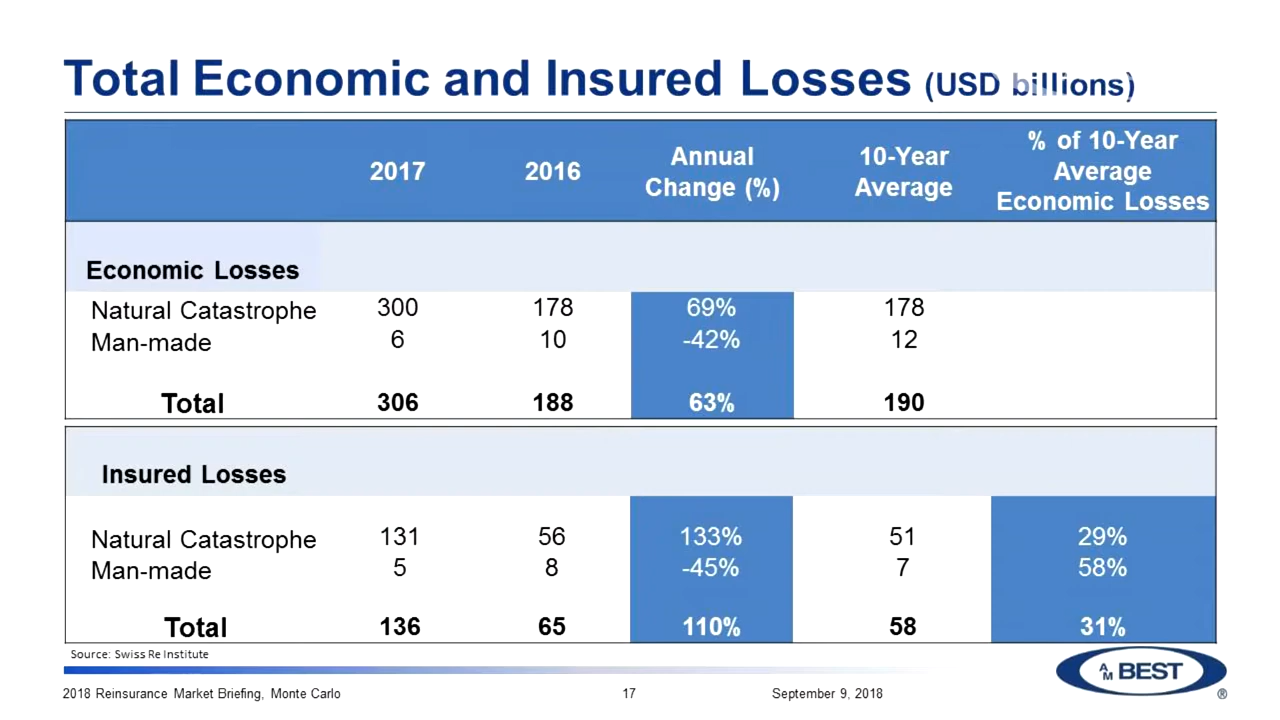 Total Economic and Insured Losses (USD billions)
2017 2016 Annual Change (%) 10-Year Average % of 10-Year Average Economic Losses
Economic Losses
Natural Catastrophe 300 178 69% 178
Man-made 6 10 -42% 12
Total 306 188 63% 190
Insured Losses
Natural Catastrophe 131 56 133% 51 29%
Man-made 5 8 -45% 7 58%
Total 136 65 110% 58 31%
Source: Swiss Re Institute
2018 Reinsurance Market Briefing, Monte Carlo 17 September 9, 2018
AM BEST ®